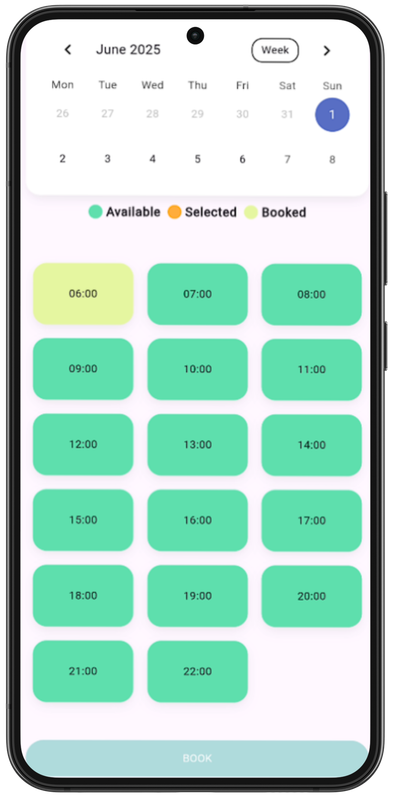 June 2025 Week
Mon Tue Wed Thu Fri Sat Sun
26 27 28 29 30 31 1
2 3 4 5 6 7 8
Available Selected Booked
06:00 07:00 08:00
09:00 10:00 11:00
12:00 13:00 14:00
15:00 16:00 17:00
18:00 19:00 20:00
21:00 22:00
BOOK